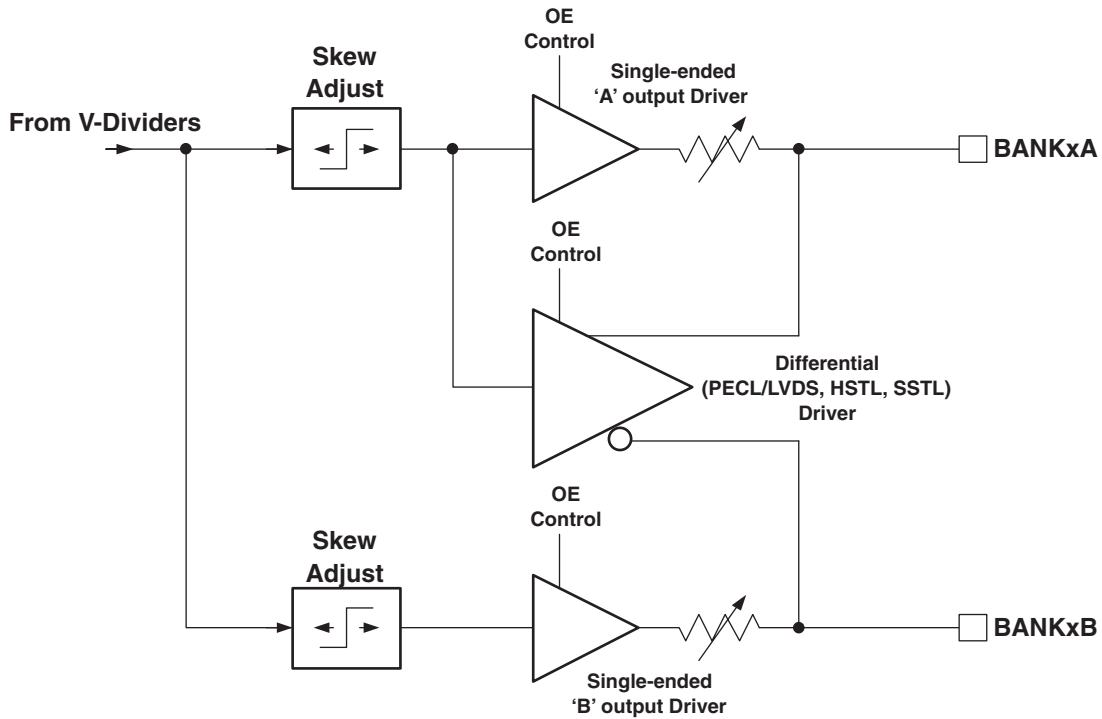 OE
Control
Skew
Adjust
Single-ended
‘A’ output Driver
From V-Dividers
BANKxA
OE
Control
Differential
(PECL/LVDS, HSTL, SSTL)
Driver
OE
Control
Skew
Adjust
BANKxB
Single-ended
‘B’ output Driver